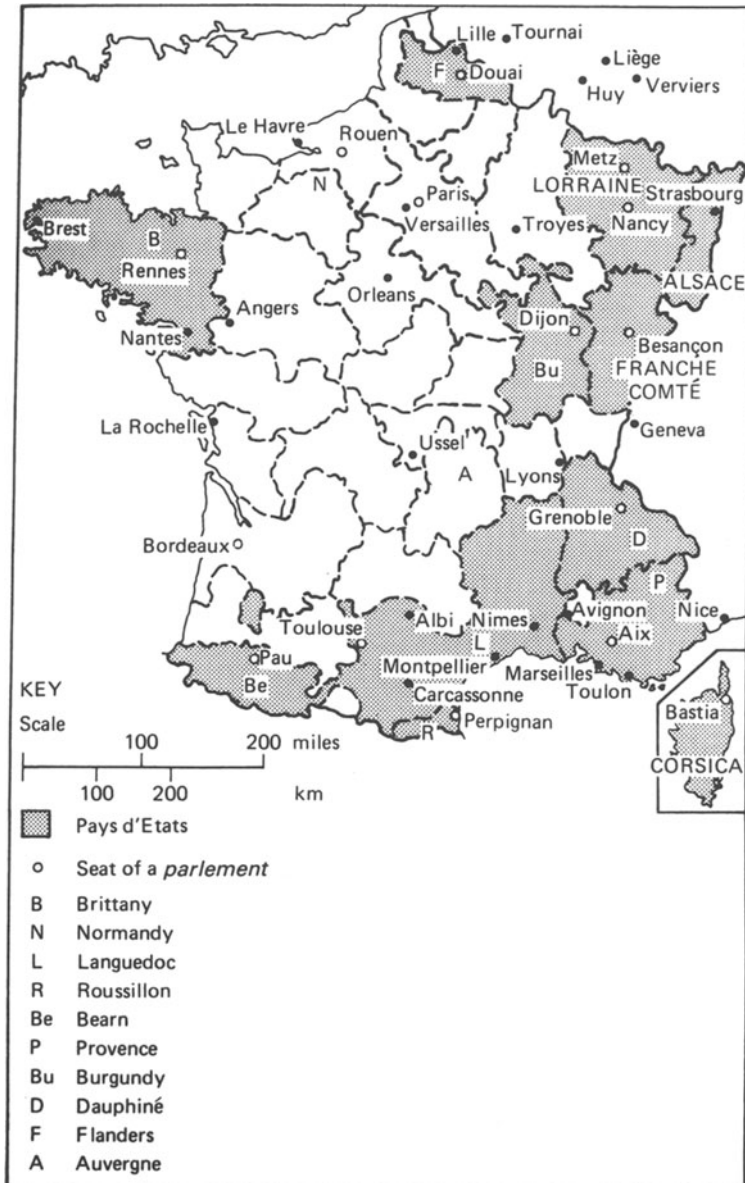 Lille
Tournai
F
Douai
Liège
Huy
Verviers
Le Havre
Rouen
Metz
N
Paris
LORRAINE
Strasbourg
Versailles
Troyes
Nancy
Brest
B
Rennes
ALSACE
Orleans
Angers
Dijon
Nantes
Besançon
Bu
FRANCHE
COMTÉ
La Rochelle
Geneva
Ussel
A
Lyons
Grenoble
D
Bordeaux
P
Avignon
Nice
Albi
Nimes
Toulouse
L
Aix
Pau
Montpellier
Marseilles
Be
Carcassonne
Toulon
Perpignan
R
Bastia
CORSICA
KEY
Scale
100 200 miles
100 200 km
Pays d'Etats
Seat of a parlement
B Brittany
N Normandy
L Languedoc
R Roussillon
Be Bearn
P Provence
Bu Burgundy
D Dauphiné
F Flanders
A Auvergne